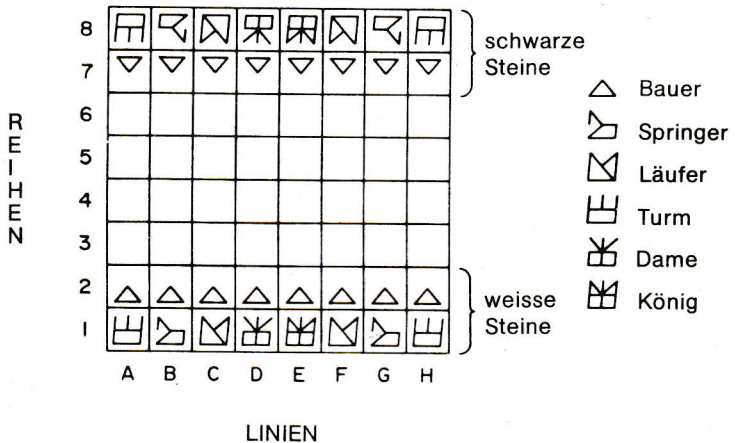 8
7
6
5
4
3
2
1
REIHEN
A B C D E F G H
LINIEN
schwarze
Steine
weisse
Steine
Bauer
Springer
Läufer
Turm
Dame
König